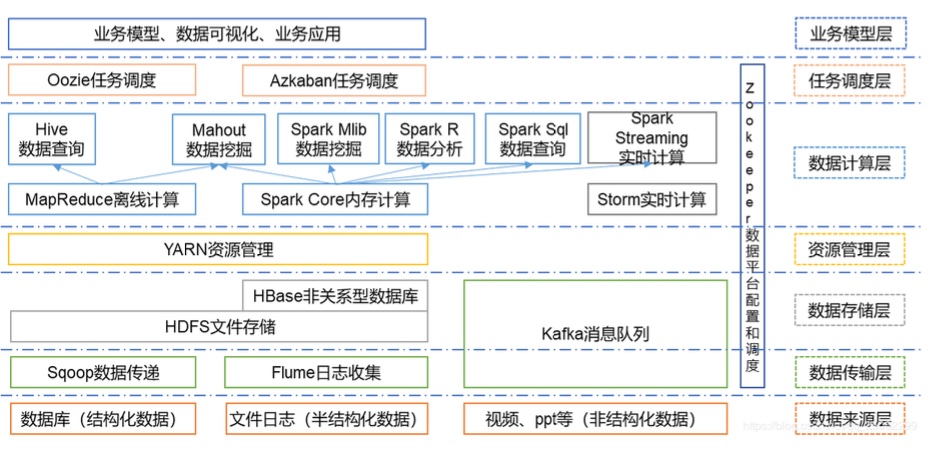 业务模型、数据可视化、业务应用
业务模型层
Oozie任务调度
Azkaban任务调度
任务调度层
Hive
数据查询
Mahout
数据挖掘
Spark Mlib
数据挖掘
Spark R
数据分析
Spark Sql
数据查询
Spark
Streaming
实时计算
数据计算层
MapReduce离线计算
Spark Core内存计算
Storm实时计算
Zookeeper数据平台配置和调度
YARN资源管理
资源管理层
HBase非关系型数据库
HDFS文件存储
Kafka消息队列
数据存储层
Sqoop数据传递
Flume日志收集
数据传输层
数据库（结构化数据）
文件日志（半结构化数据）
视频、ppt等（非结构化数据）
数据来源层